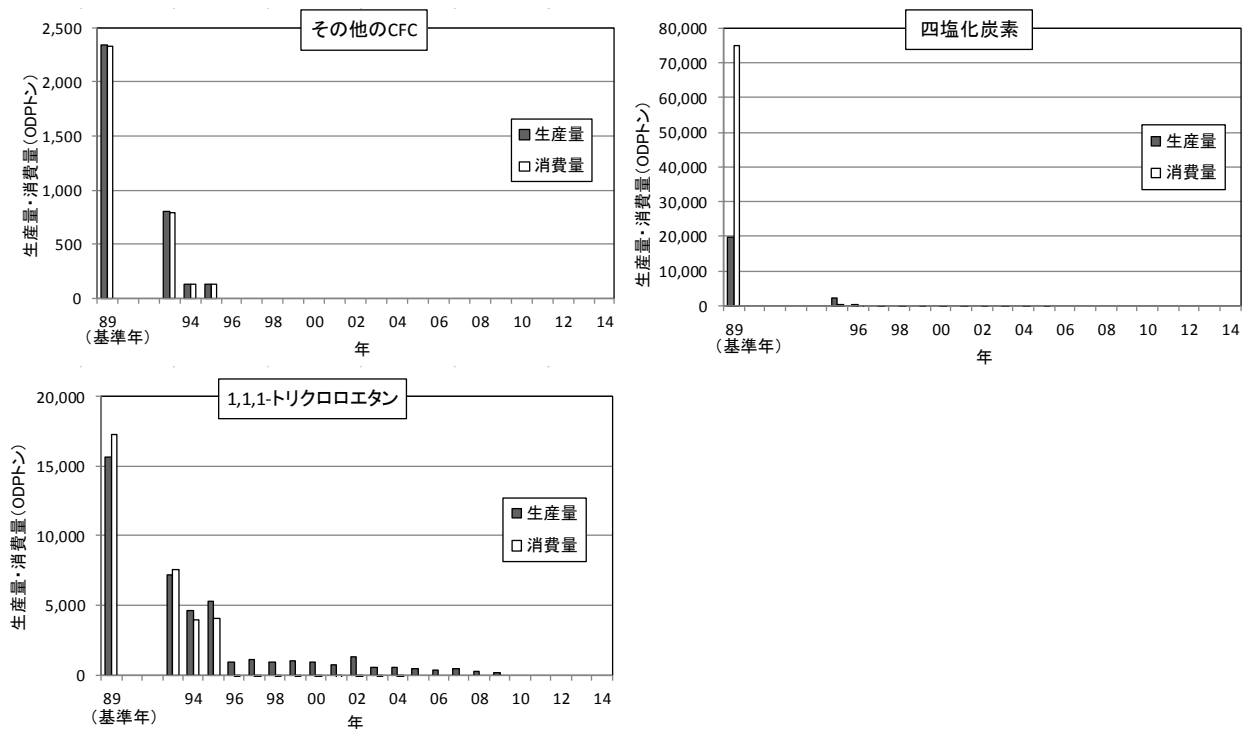 その他のCFC
生産量・消費量(ODPトン)
2,500
2,000
1,500
1,000
500
0
生産量
消費量
89 94 96 98 00 02 04 06 08 10 12 14
(基準年)
年
四塩化炭素
生産量・消費量(ODPトン)
80,000
70,000
60,000
50,000
40,000
30,000
20,000
10,000
0
生産量
消費量
89 96 98 00 02 04 06 08 10 12 14
(基準年)
年
1,1,1-トリクロロエタン
生産量・消費量(ODPトン)
20,000
15,000
10,000
5,000
0
生産量
消費量
89 94 96 98 00 02 04 06 08 10 12 14
(基準年)
年